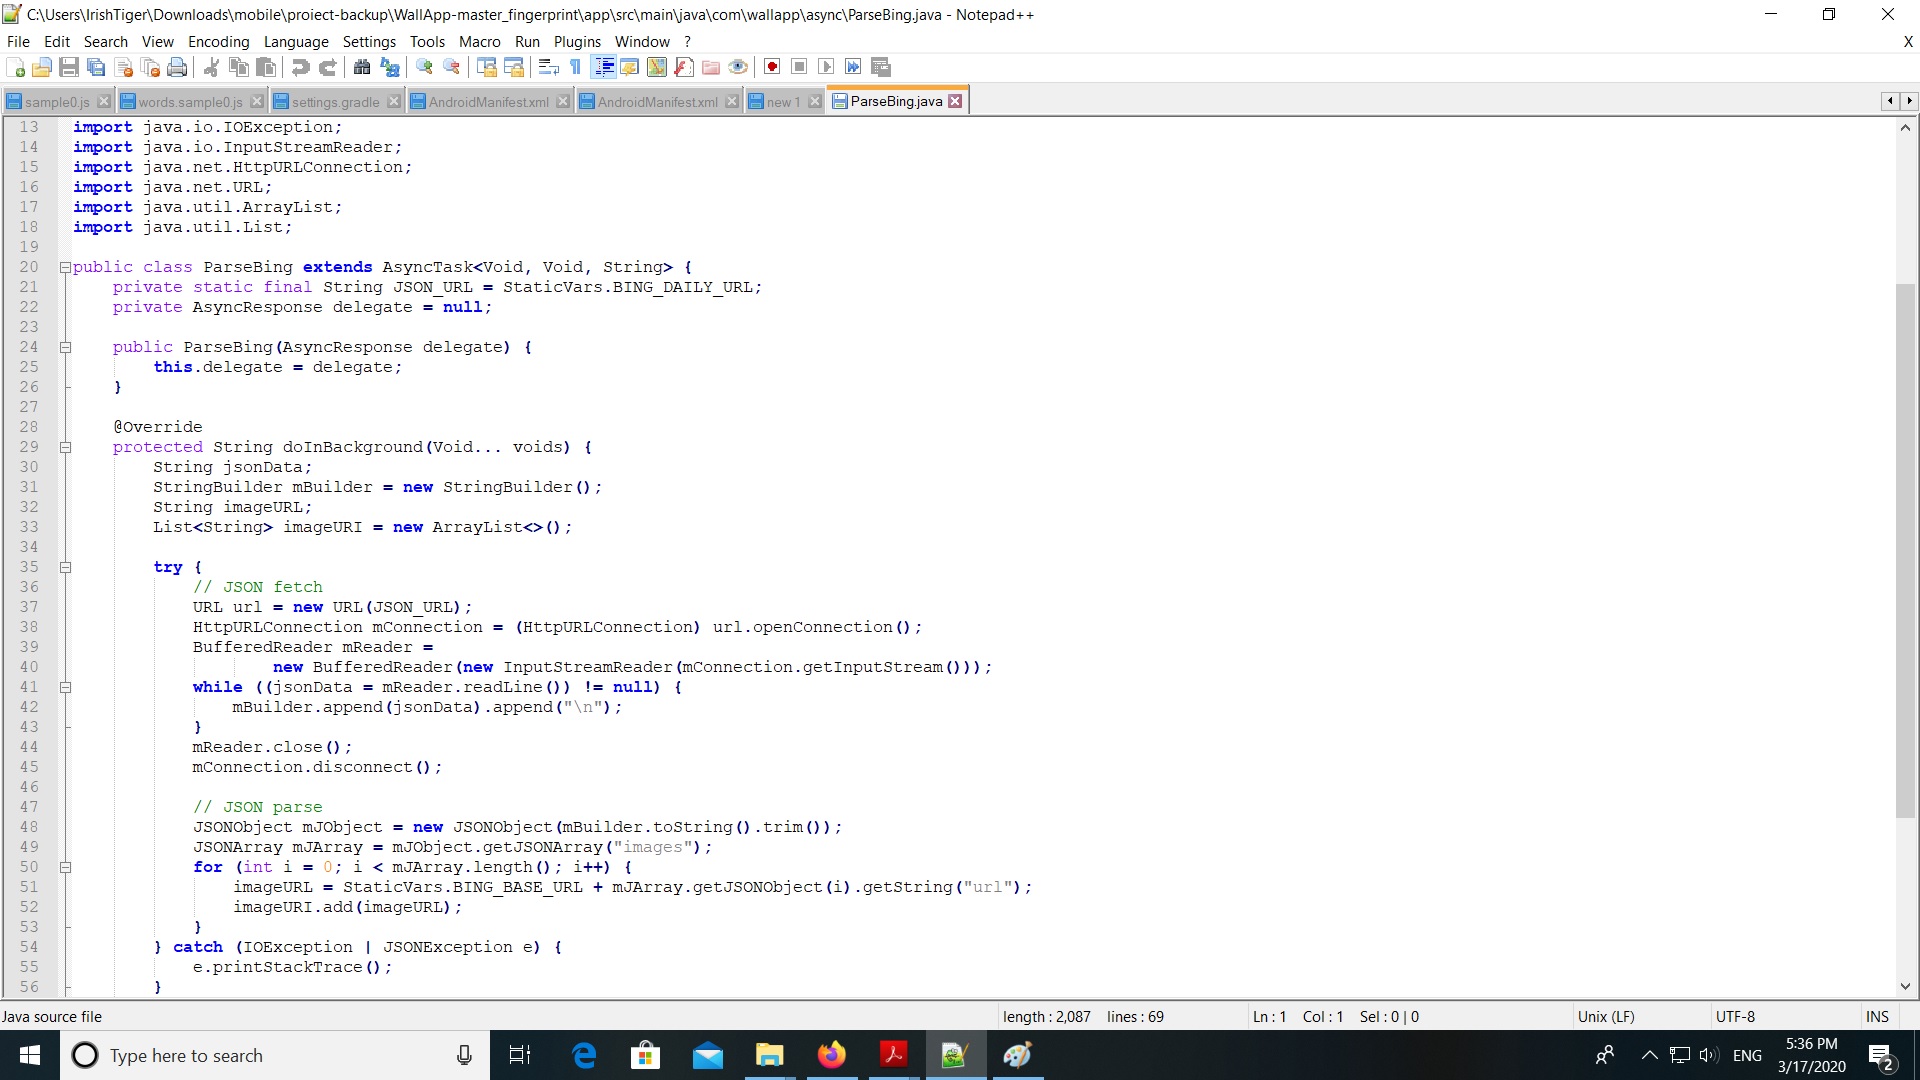 C:\Users\IrishTiger\Downloads\mobile\proiect-backup\WallApp-master_fingerprint\app\src\main\java\com\wallapp\async\ParseBing.java - Notepad++
File Edit Search View Encoding Language Settings Tools Macro Run Plugins Window ? X
sample0.js words.sample0.js settings.gradle AndroidManifest.xml AndroidManifest.xml new 1 ParseBing.java
13 import java.io.IOException;
14 import java.io.InputStreamReader;
15 import java.net.HttpURLConnection;
16 import java.net.URL;
17 import java.util.ArrayList;
18 import java.util.List;
19
20 public class ParseBing extends AsyncTask<Void, Void, String> {
21 private static final String JSON_URL = StaticVars.BING_DAILY_URL;
22 private AsyncResponse delegate = null;
23
24 public ParseBing(AsyncResponse delegate) {
25 this.delegate = delegate;
26 }
27
28 @Override
29 protected String doInBackground(Void... voids) {
30 String jsonData;
31 StringBuilder mBuilder = new StringBuilder();
32 String imageURL;
33 List<String> imageURI = new ArrayList<>();
34
35 try {
36 // JSON fetch
37 URL url = new URL(JSON_URL);
38 HttpURLConnection mConnection = (HttpURLConnection) url.openConnection();
39 BufferedReader mReader =
40 new BufferedReader(new InputStreamReader(mConnection.getInputStream()));
41 while ((jsonData = mReader.readLine()) != null) {
42 mBuilder.append(jsonData).append("\n");
43 }
44 mReader.close();
45 mConnection.disconnect();
46
47 // JSON parse
48 JSONObject mJObject = new JSONObject(mBuilder.toString().trim());
49 JSONArray mJArray = mJObject.getJSONArray("images");
50 for (int i = 0; i < mJArray.length(); i++) {
51 imageURL = StaticVars.BING_BASE_URL + mJArray.getJSONObject(i).getString("url");
52 imageURI.add(imageURL);
53 }
54 } catch (IOException | JSONException e) {
55 e.printStackTrace();
56 }
Java source file length : 2,087 lines : 69 Ln : 1 Col : 1 Sel : 0 | 0 Unix (LF) UTF-8 INS
Type here to search ENG 5:36 PM
3/17/2020 2